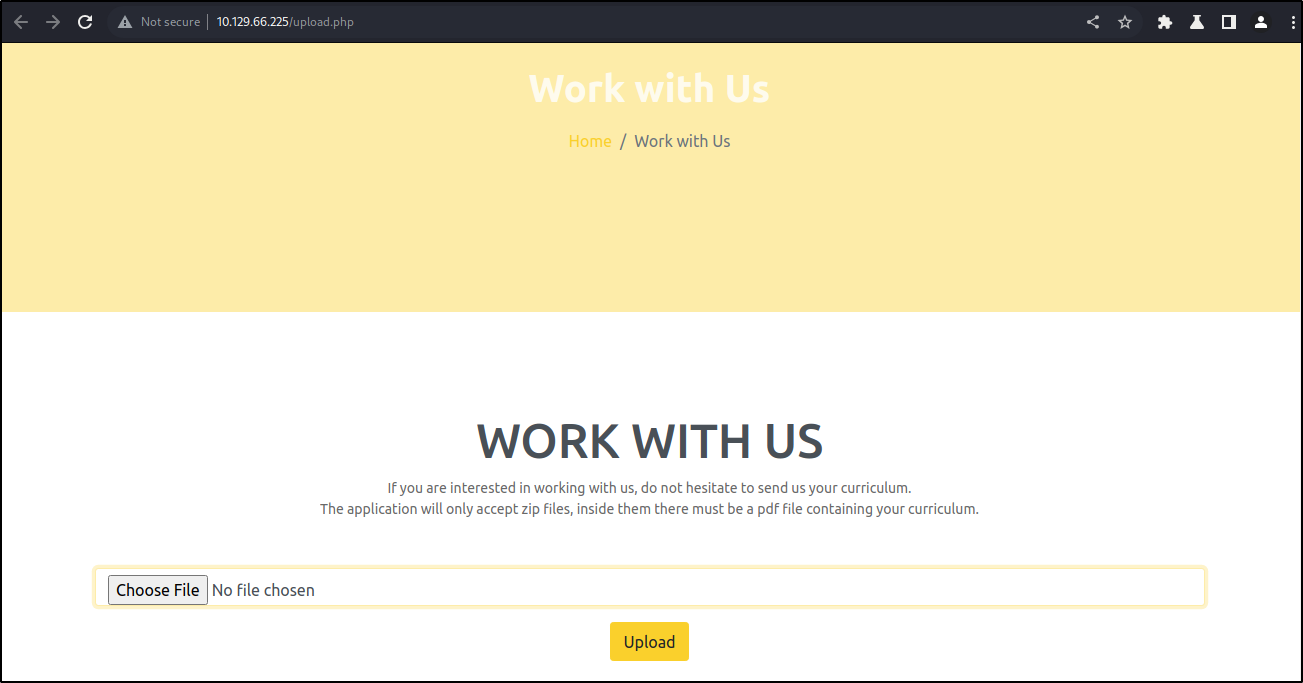 Not secure 10.129.66.225/upload.php
Work with Us
Home / Work with Us
WORK WITH US
If you are interested in working with us, do not hesitate to send us your curriculum.
The application will only accept zip files, inside them there must be a pdf file containing your curriculum.
Choose File No file chosen
Upload